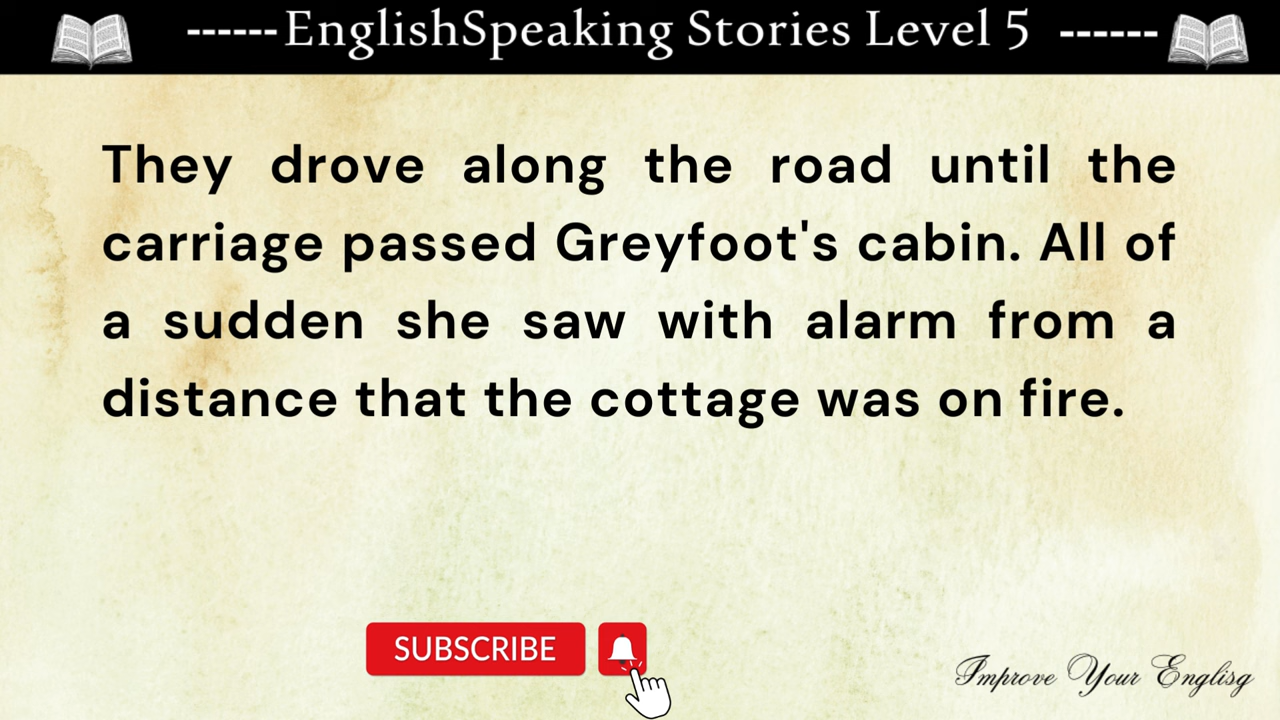 ------EnglishSpeaking Stories Level 5 ------
They drove along the road until the
carriage passed Greyfoot's cabin. All of
a sudden she saw with alarm from a
distance that the cottage was on fire.
SUBSCRIBE
Improve Your Englisg